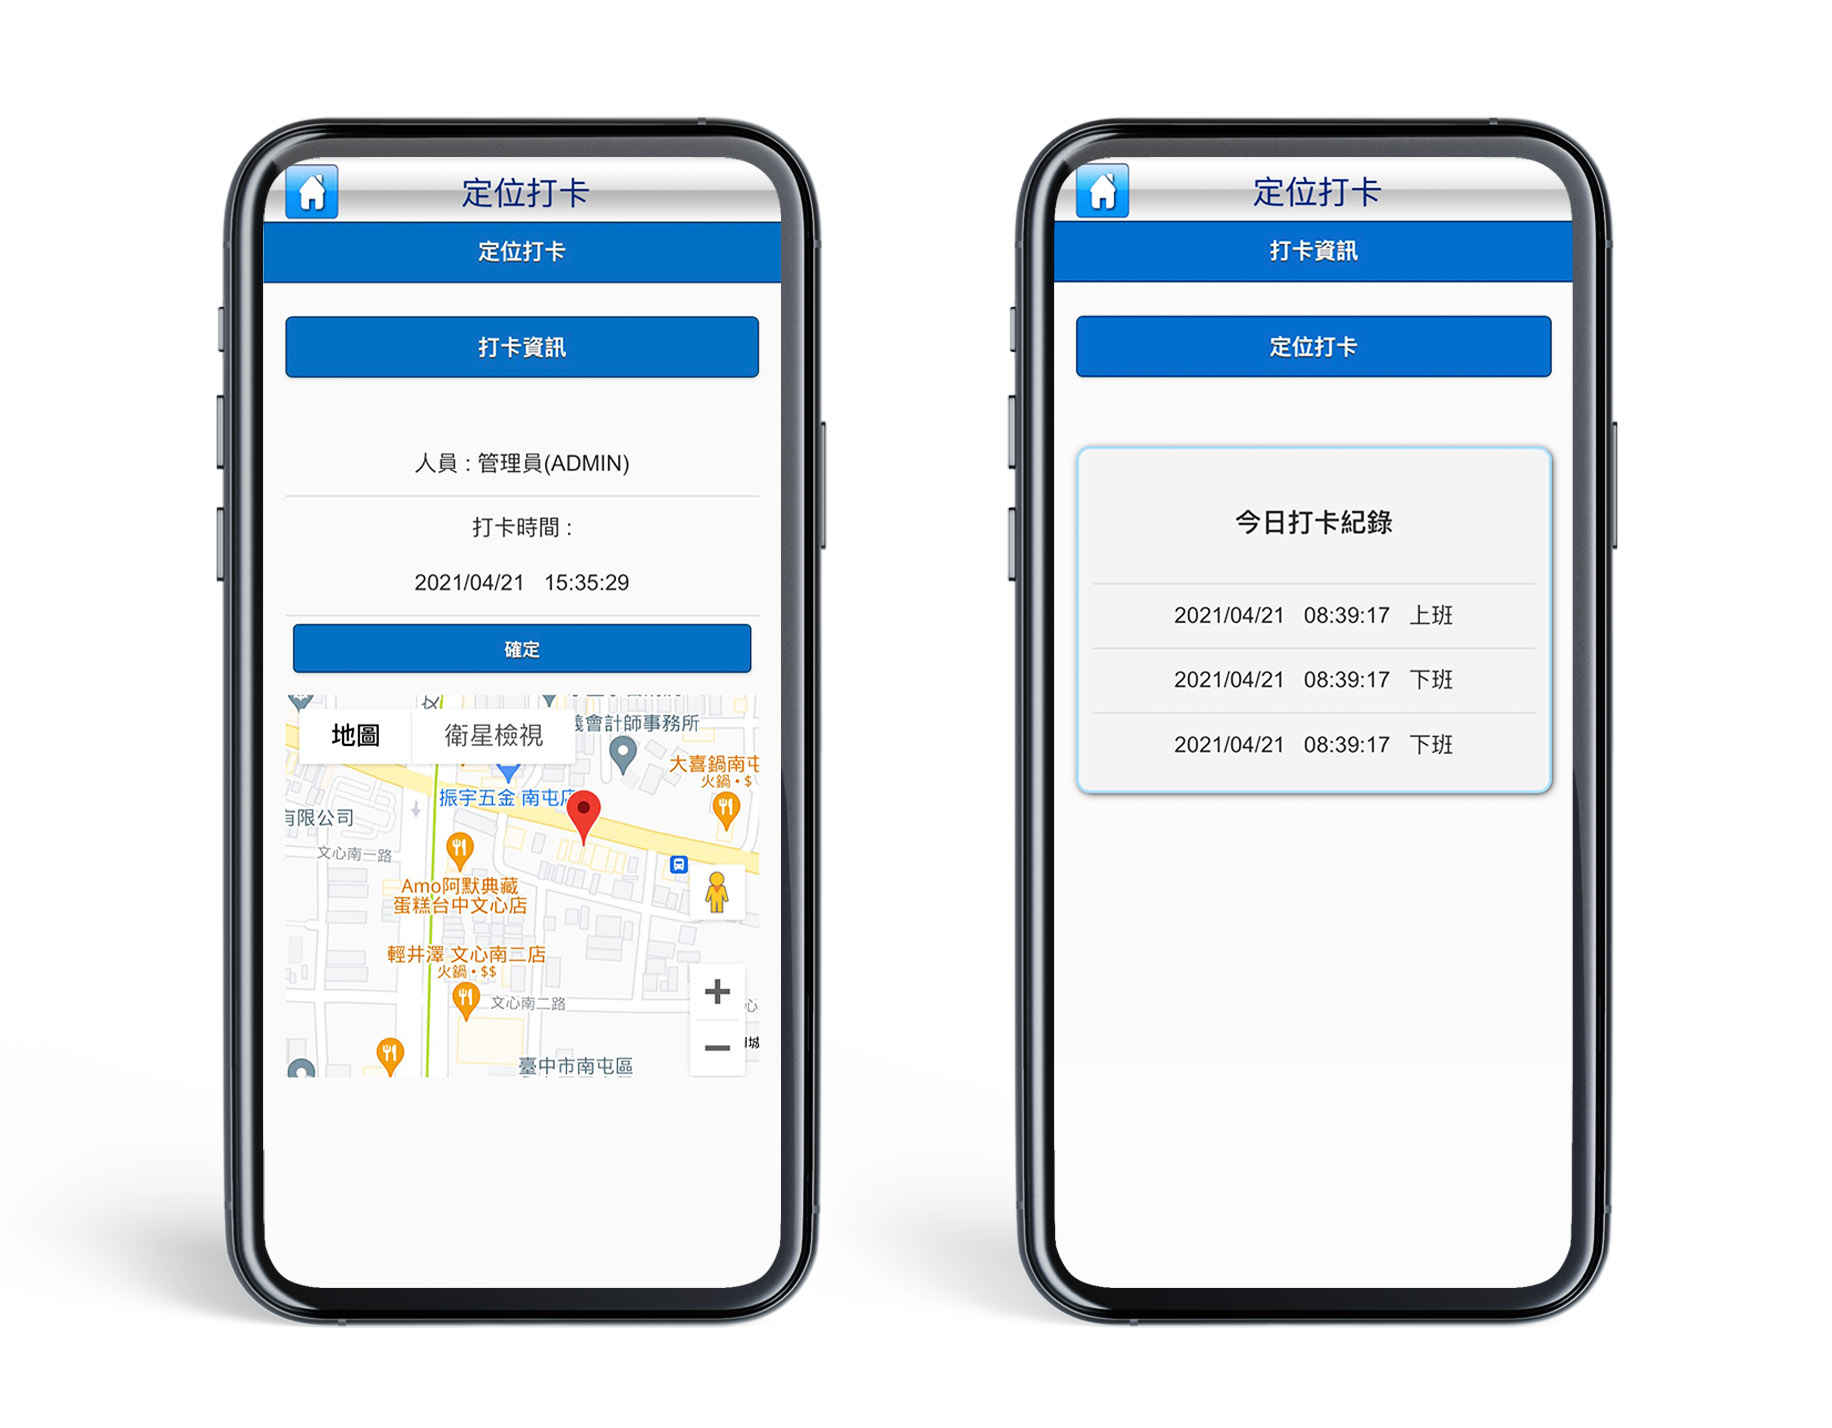 定位打卡
定位打卡
打卡資訊
人員 : 管理員(ADMIN)
打卡時間 :
2021/04/21 15:35:29
確定
地圖 衛星檢視
義會計師事務所
大喜鍋南屯
火鍋 • $
振宇五金 南屯店
有限公司
文心南一路
Amo阿默典藏
蛋糕台中文心店
輕井澤 文心南二店
火鍋 • $$
文心南二路
心
城
臺中市南屯區
定位打卡
打卡資訊
定位打卡
今日打卡紀錄
2021/04/21 08:39:17 上班
2021/04/21 08:39:17 下班
2021/04/21 08:39:17 下班